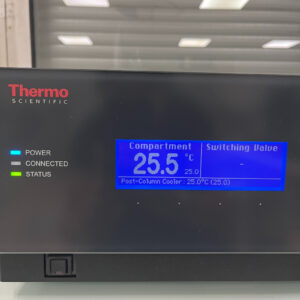 Thermo
SCIENTIFIC
POWER
CONNECTED
STATUS
Compartment
Switching Valve
25.5 °C
25.0
-
Post-Column Cooler 25.0°C (25.0)